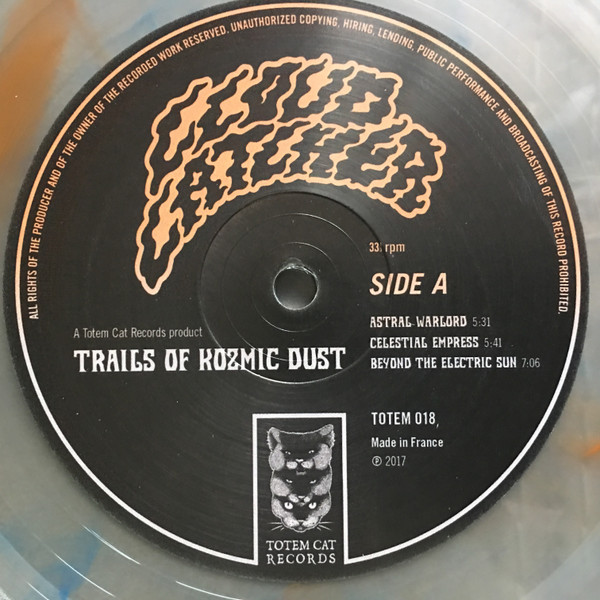 ALL RIGHTS OF THE PRODUCER AND OF THE OWNER OF THE RECORDED WORK RESERVED. UNAUTHORIZED COPYING, HIRING, LENDING, PUBLIC PERFORMANCE AND BROADCASTING OF THIS RECORD PROHIBITED.
CLOUD
CATCHER
33 rpm
SIDE A
A Totem Cat Records product
TRAILS OF KOZMIC DUST
ASTRAL WARLORD 5:31
CELESTIAL EMPRESS 5:41
BEYOND THE ELECTRIC SUN 7:06
TOTEM 018
Made in France
℗ 2017
TOTEM CAT
RECORDS